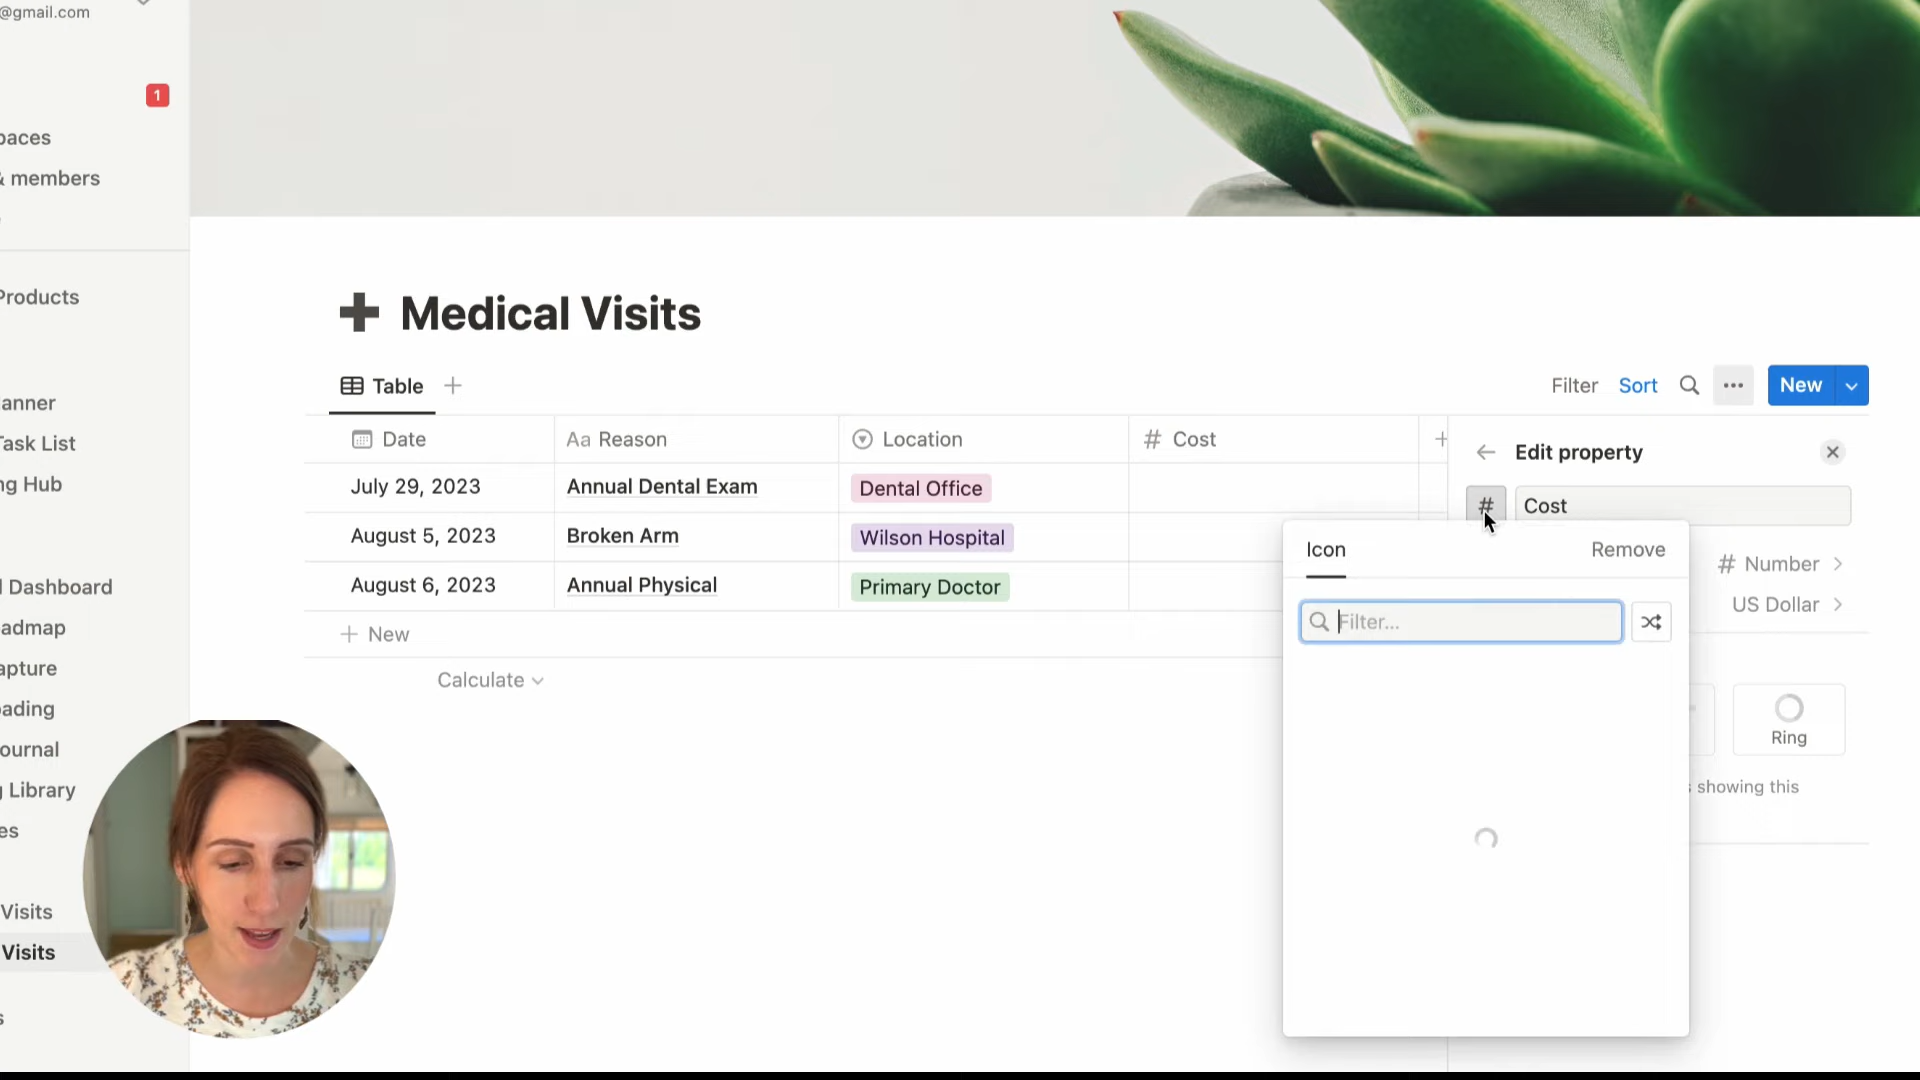 @gmail.com
1
paces
& members
Products
anner
Task List
ng Hub
l Dashboard
admap
apture
ading
ournal
g Library
es
Visits
Visits
s
Medical Visits
Table
Filter Sort New
Date Aa Reason Location # Cost
July 29, 2023 Annual Dental Exam Dental Office
August 5, 2023 Broken Arm Wilson Hospital
August 6, 2023 Annual Physical Primary Doctor
+ New
Calculate
Edit property
# Cost
# Number
US Dollar
Ring
s showing this
Icon Remove
Filter...